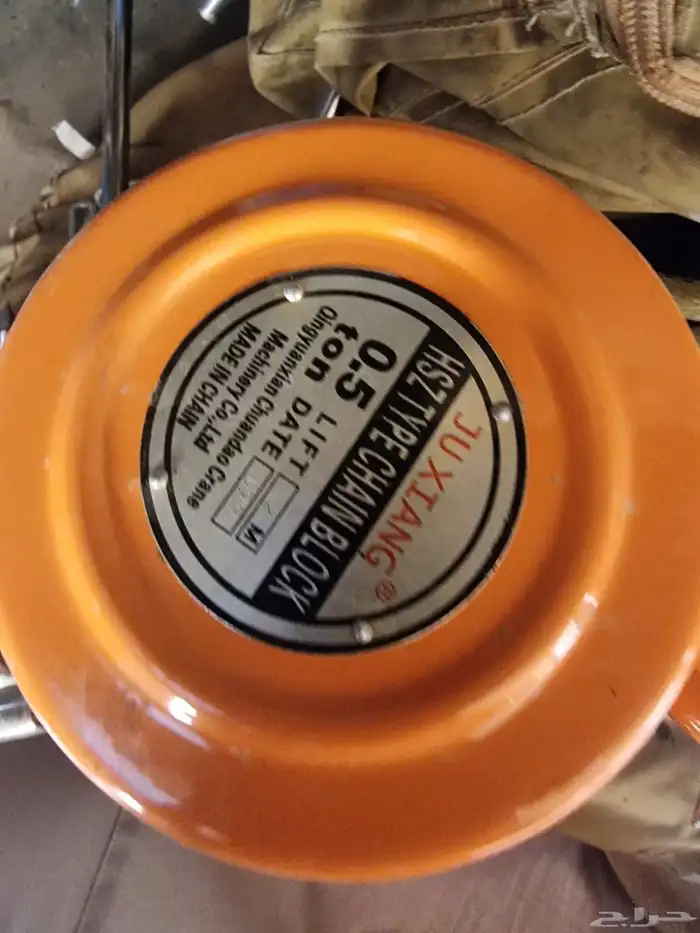 JU XIANG®
HSZ TYPE CHAIN BLOCK
0.5
ton
LIFT
M
DATE
Qingyuanxian Chuandao Crane
Machinery Co.,Ltd
MADE IN CHAIN
حراج